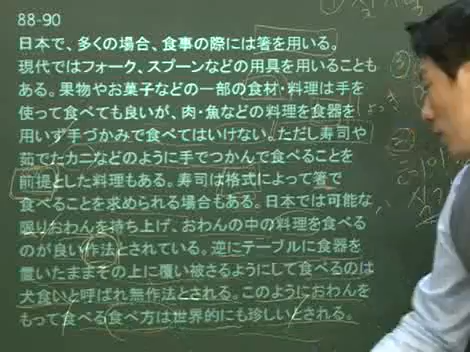 88-90
日本で、多くの場合、食事の際には箸を用いる。
現代ではフォーク、スプーンなどの用具を用いることも
ある。果物やお菓子などの一部の食材・料理は手を
使って食べても良いが、肉・魚などの料理を食器を
用いず手づかみで食べてはいけない。ただし寿司や
茹でたカニなどのように手でつかんで食べることを
前提とした料理もある。寿司は格式によって箸で
食べることを求められる場合もある。日本では可能な
限りおわんを持ち上げ、おわんの中の料理を食べる
のが良い作法とされている。逆にテーブルに食器を
置いたままその上に覆い被さるようにして食べるのは
犬食いと呼ばれ無作法とされる。このようにおわんを
もって食べる食べ方は世界的にも珍しいとされる。